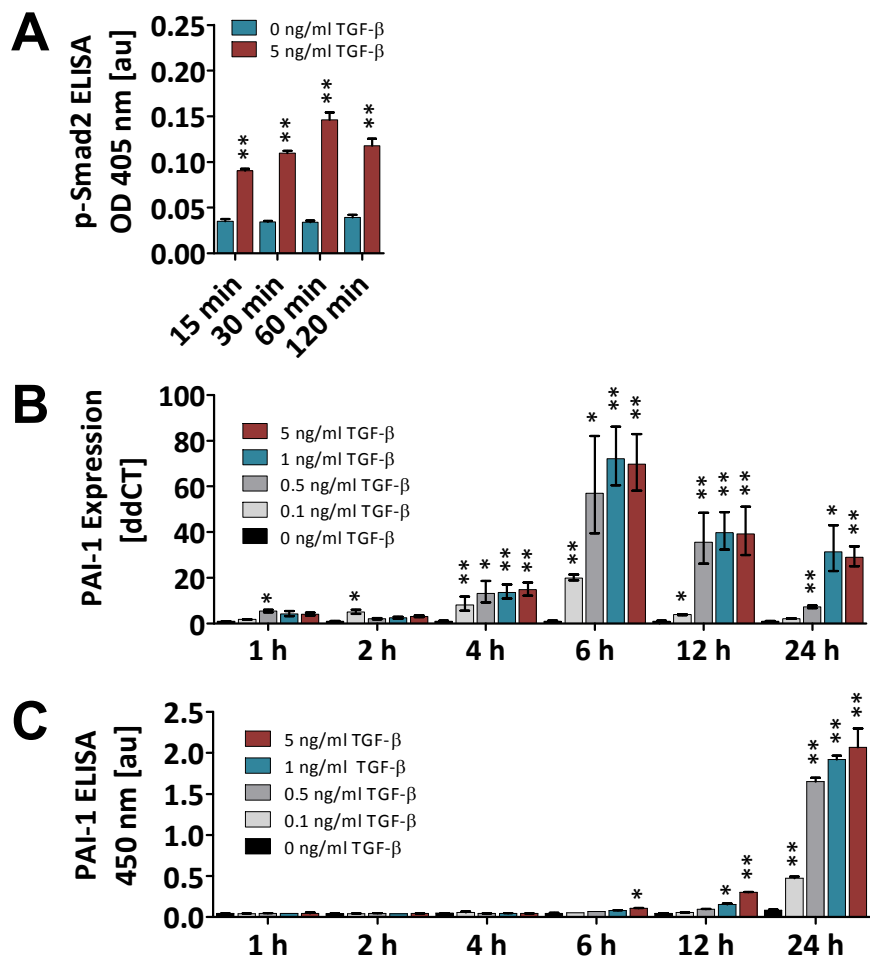 A
p-Smad2 ELISA
OD 405 nm [au]
0 ng/ml TGF-β
5 ng/ml TGF-β
0.25
0.20
0.15
0.10
0.05
0.00
** ** ** **
15 min 30 min 60 min 120 min
B
PAI-1 Expression
[ddCT]
5 ng/ml TGF-β
1 ng/ml TGF-β
0.5 ng/ml TGF-β
0.1 ng/ml TGF-β
0 ng/ml TGF-β
100
80
60
40
20
0
* * ** * ** ** ** * ** ** * ** ** ** ** * **
1 h 2 h 4 h 6 h 12 h 24 h
C
PAI-1 ELISA
450 nm [au]
5 ng/ml TGF-β
1 ng/ml TGF-β
0.5 ng/ml TGF-β
0.1 ng/ml TGF-β
0 ng/ml TGF-β
2.5
2.0
1.5
1.0
0.5
0.0
* * ** ** ** ** **
1 h 2 h 4 h 6 h 12 h 24 h